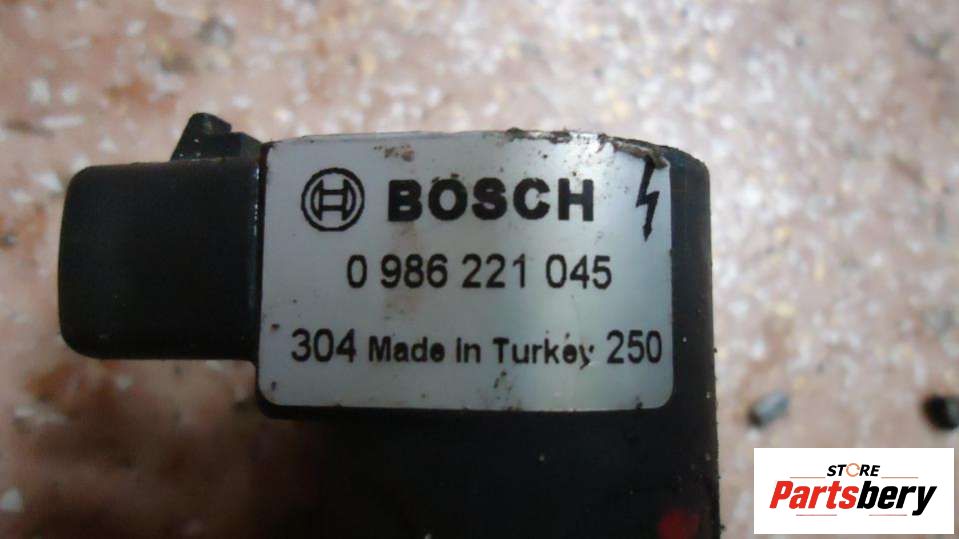 BOSCH
0 986 221 045
304 Made in Turkey 250
STORE
Partsbery